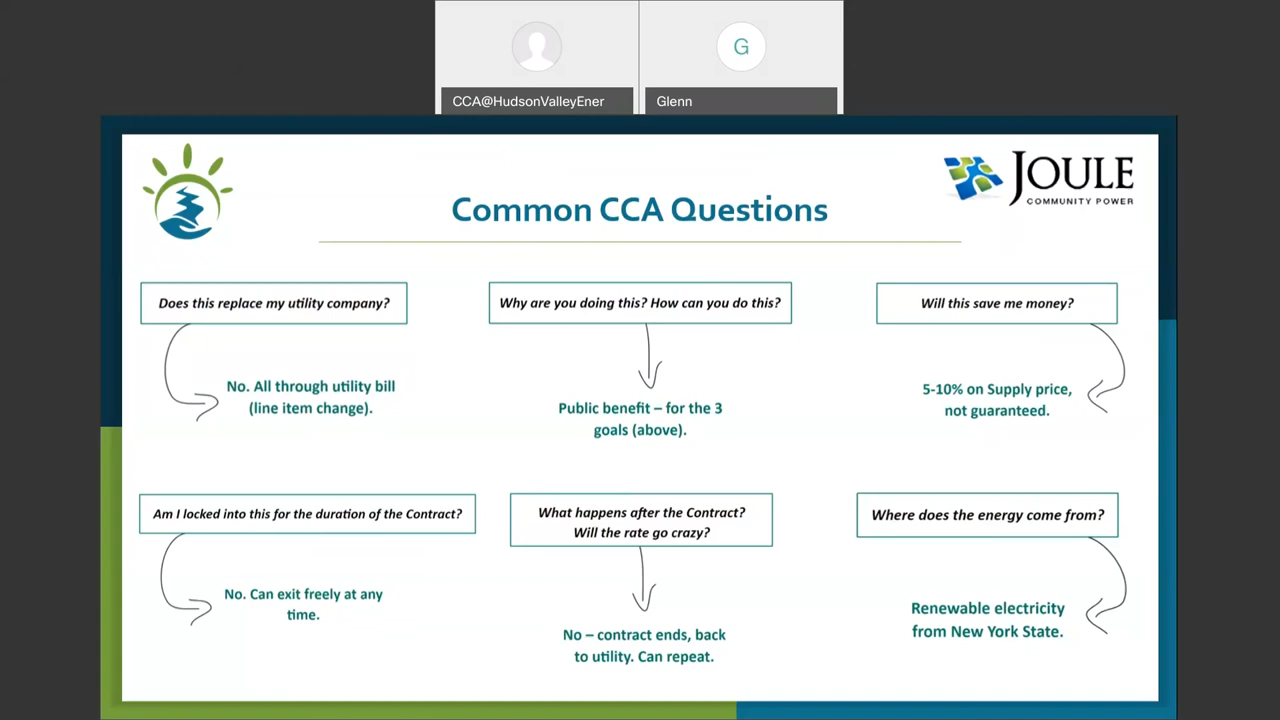 CCA@HudsonValleyEner
G
Glenn
JOULE
COMMUNITY POWER
Common CCA Questions
Does this replace my utility company?
No. All through utility bill
(line item change).
Why are you doing this? How can you do this?
Public benefit – for the 3
goals (above).
Will this save me money?
5-10% on Supply price,
not guaranteed.
Am I locked into this for the duration of the Contract?
No. Can exit freely at any
time.
What happens after the Contract?
Will the rate go crazy?
No – contract ends, back
to utility. Can repeat.
Where does the energy come from?
Renewable electricity
from New York State.